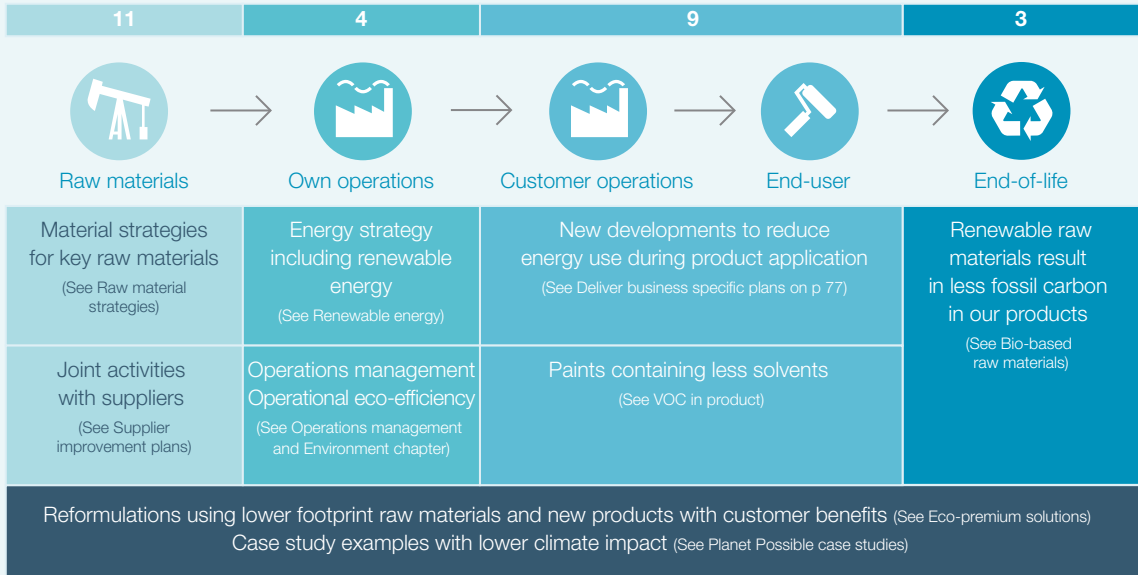 11
4
9
3
Raw materials
Own operations
Customer operations
End-user
End-of-life
Material strategies
for key raw materials
(See Raw material
strategies)
Energy strategy
including renewable
energy
(See Renewable energy)
New developments to reduce
energy use during product application
(See Deliver business specific plans on p 77)
Renewable raw
materials result
in less fossil carbon
in our products
(See Bio-based
raw materials)
Joint activities
with suppliers
(See Supplier
improvement plans)
Operations management
Operational eco-efficiency
(See Operations management
and Environment chapter)
Paints containing less solvents
(See VOC in product)
Reformulations using lower footprint raw materials and new products with customer benefits (See Eco-premium solutions)
Case study examples with lower climate impact (See Planet Possible case studies)